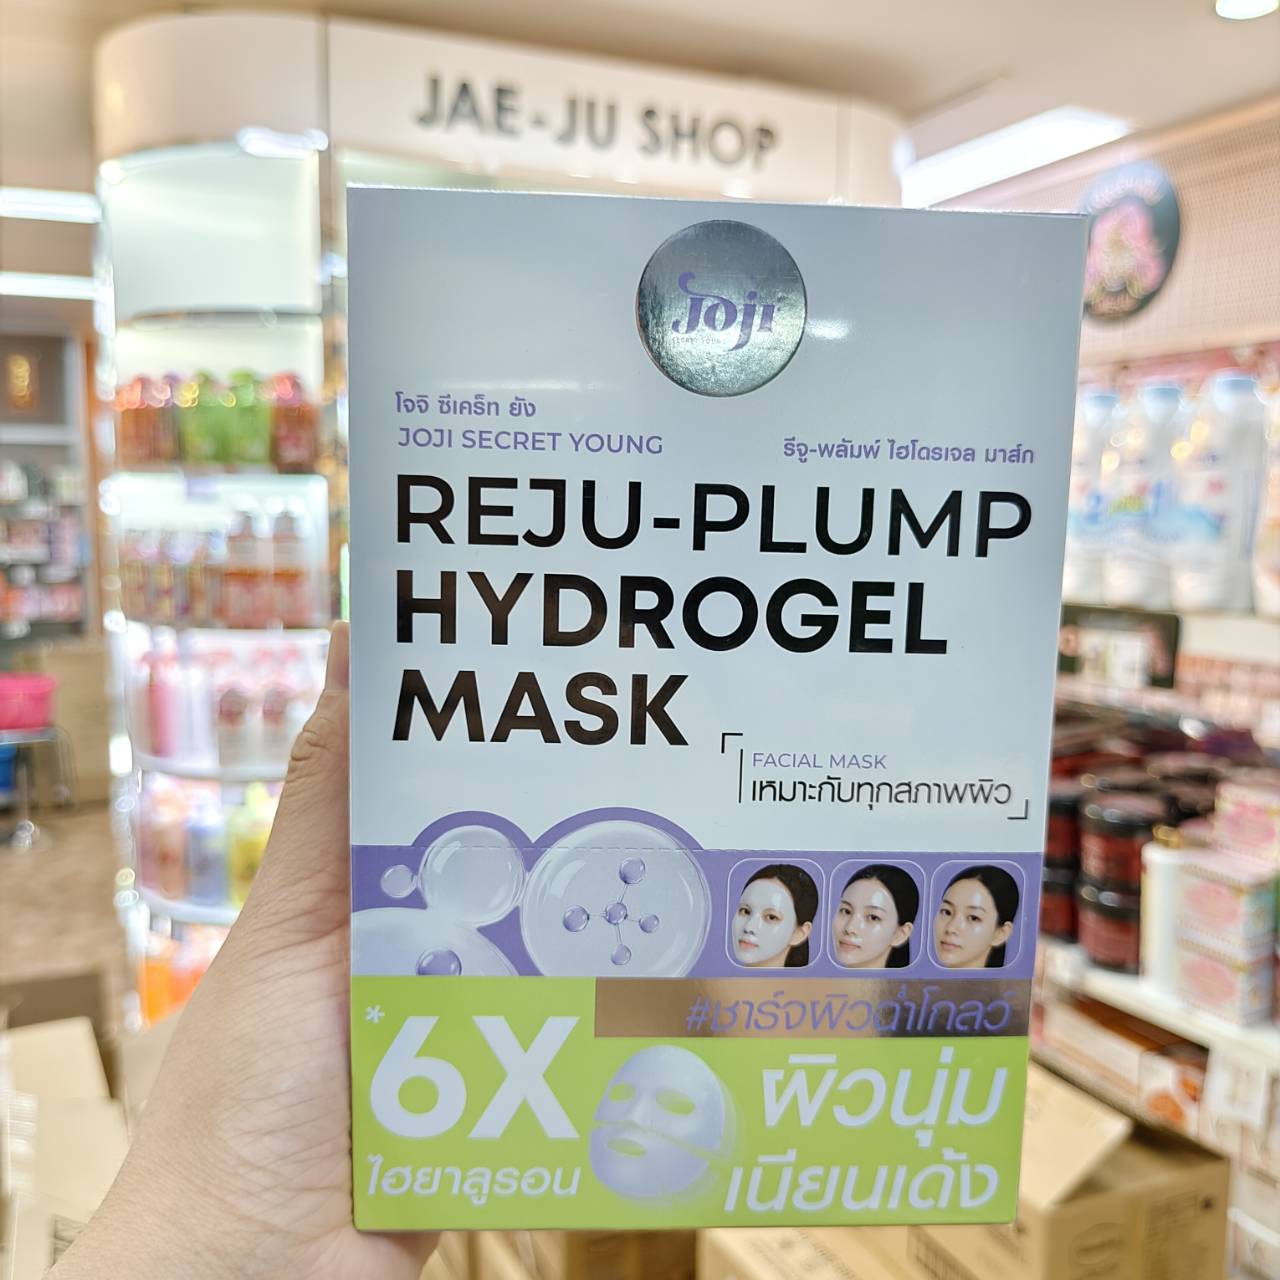 JAE-JU SHOP
Joji
SECRET YOUNG
โจจิ ซีเคร็ท ยัง
JOJI SECRET YOUNG
รีจู-พลัมพ์ ไฮโดรเจล มาส์ก
REJU-PLUMP
HYDROGEL
MASK
FACIAL MASK
เหมาะกับทุกสภาพผิว
#ชาร์จผิวฉ่ำโกลว์
*6X
ไฮยาลูรอน
ผิวนุ่ม
เนียนเด้ง